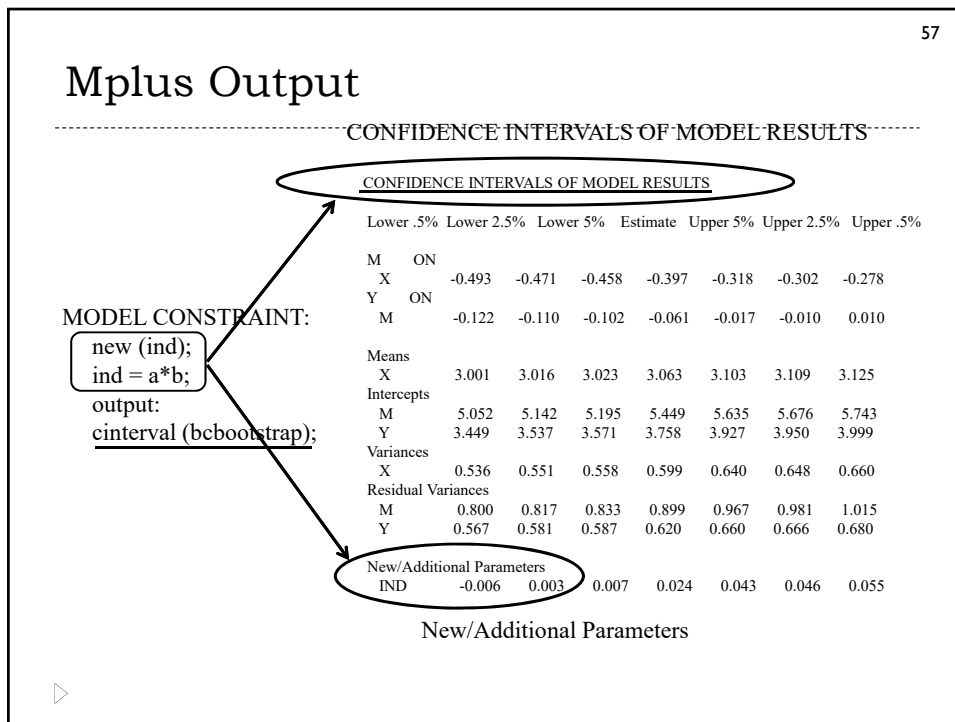 57
Mplus Output
CONFIDENCE INTERVALS OF MODEL RESULTS
CONFIDENCE INTERVALS OF MODEL RESULTS
Lower .5% Lower 2.5% Lower 5% Estimate Upper 5% Upper 2.5% Upper .5%
M ON
X -0.493 -0.471 -0.458 -0.397 -0.318 -0.302 -0.278
Y ON
M -0.122 -0.110 -0.102 -0.061 -0.017 -0.010 0.010
Means
X 3.001 3.016 3.023 3.063 3.103 3.109 3.125
Intercepts
M 5.052 5.142 5.195 5.449 5.635 5.676 5.743
Y 3.449 3.537 3.571 3.758 3.927 3.950 3.999
Variances
X 0.536 0.551 0.558 0.599 0.640 0.648 0.660
Residual Variances
M 0.800 0.817 0.833 0.899 0.967 0.981 1.015
Y 0.567 0.581 0.587 0.620 0.660 0.666 0.680
New/Additional Parameters
IND -0.006 0.003 0.007 0.024 0.043 0.046 0.055
MODEL CONSTRAINT:
new (ind);
ind = a*b;
output:
cinterval (bcbootstrap);
New/Additional Parameters